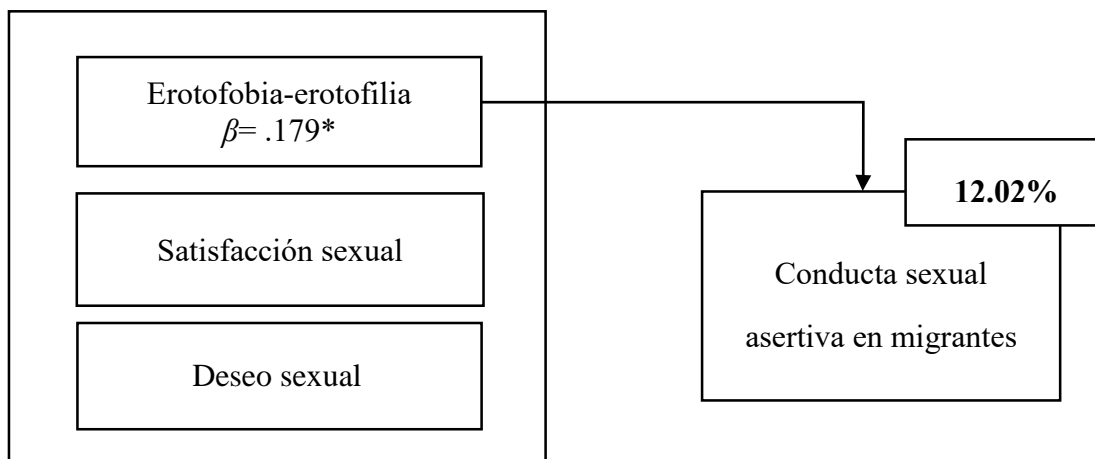 Erotofobia-erotofilia
β= .179*
Satisfacción sexual
Deseo sexual
12.02%
Conducta sexual
asertiva en migrantes